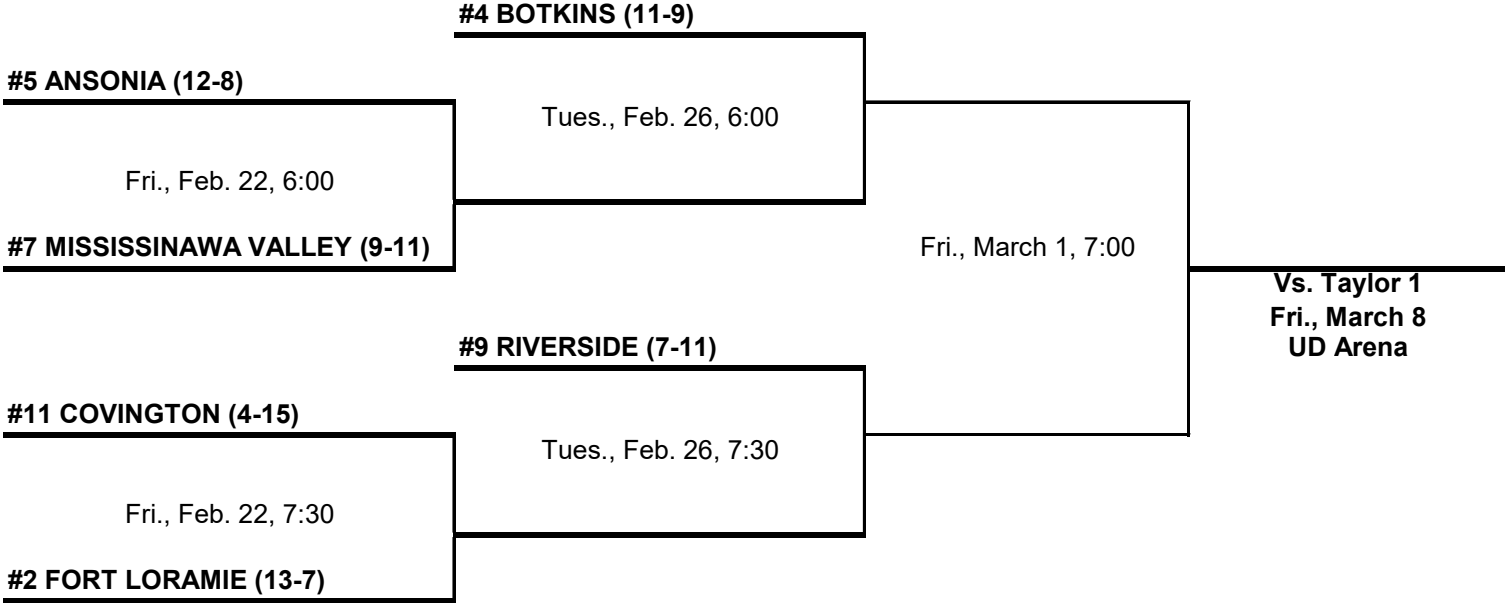 #4 BOTKINS (11-9)
#5 ANSONIA (12-8)
Tues., Feb. 26, 6:00
Fri., Feb. 22, 6:00
#7 MISSISSINAWA VALLEY (9-11)
Fri., March 1, 7:00
Vs. Taylor 1
Fri., March 8
UD Arena
#9 RIVERSIDE (7-11)
#11 COVINGTON (4-15)
Tues., Feb. 26, 7:30
Fri., Feb. 22, 7:30
#2 FORT LORAMIE (13-7)